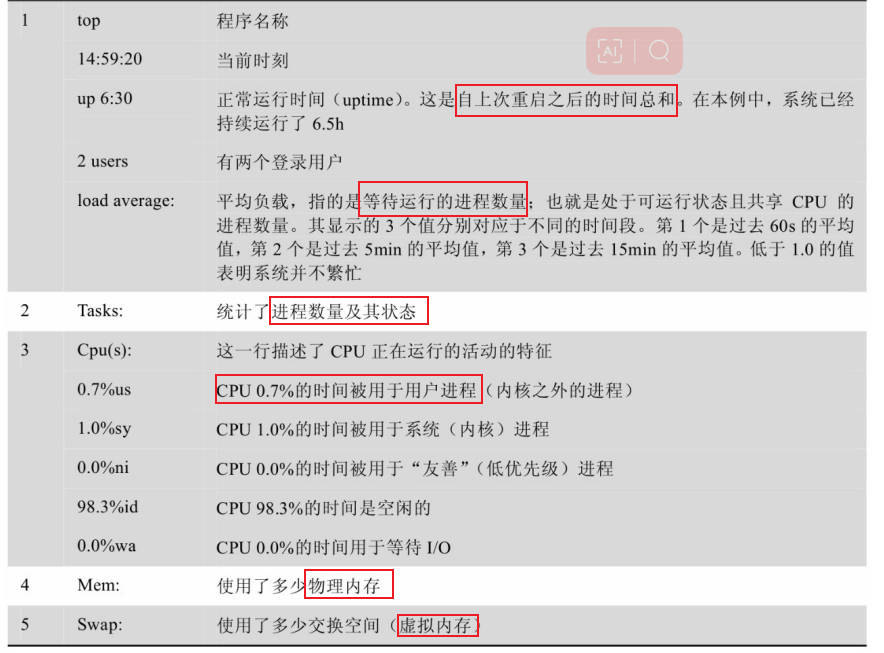 1 top 程序名称
14:59:20 当前时刻
up 6:30 正常运行时间（uptime）。这是自上次重启之后的时间总和。在本例中，系统已经
持续运行了 6.5h
2 users 有两个登录用户
load average: 平均负载，指的是等待运行的进程数量；也就是处于可运行状态且共享 CPU 的
进程数量。其显示的 3 个值分别对应于不同的时间段。第 1 个是过去 60s 的平均
值，第 2 个是过去 5min 的平均值，第 3 个是过去 15min 的平均值。低于 1.0 的值
表明系统并不繁忙
2 Tasks: 统计了进程数量及其状态
3 Cpu(s): 这一行描述了 CPU 正在运行的活动的特征
0.7%us CPU 0.7%的时间被用于用户进程（内核之外的进程）
1.0%sy CPU 1.0%的时间被用于系统（内核）进程
0.0%ni CPU 0.0%的时间被用于“友善”（低优先级）进程
98.3%id CPU 98.3%的时间是空闲的
0.0%wa CPU 0.0%的时间用于等待 I/O
4 Mem: 使用了多少物理内存
5 Swap: 使用了多少交换空间（虚拟内存）
AI